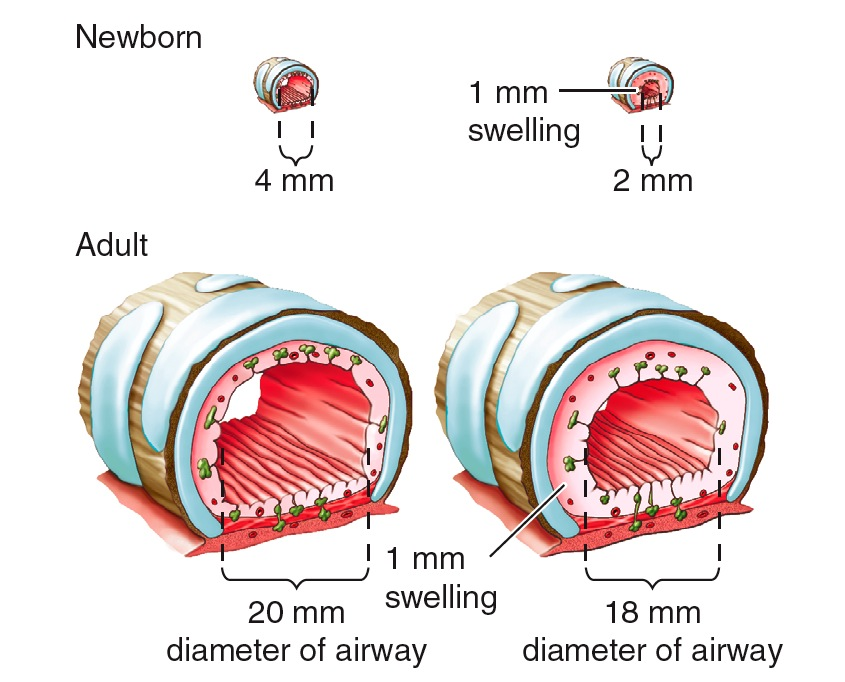 Newborn
1 mm
swelling
4 mm
2 mm
Adult
1 mm
swelling
20 mm
diameter of airway
18 mm
diameter of airway